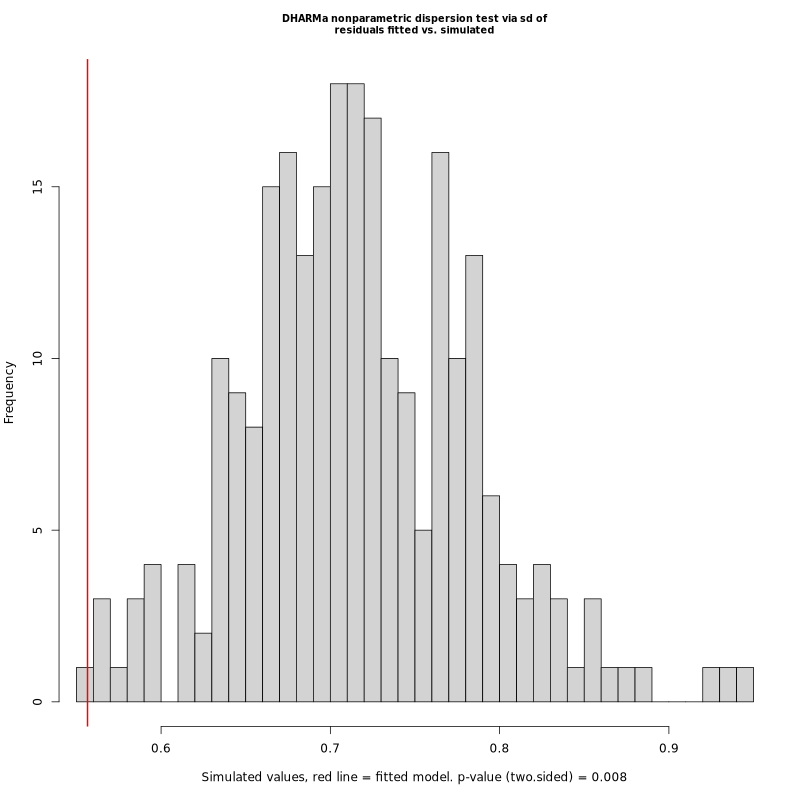 DHARMa nonparametric dispersion test via sd of
residuals fitted vs. simulated
Frequency
15
10
5
0
0.6 0.7 0.8 0.9
Simulated values, red line = fitted model. p-value (two.sided) = 0.008